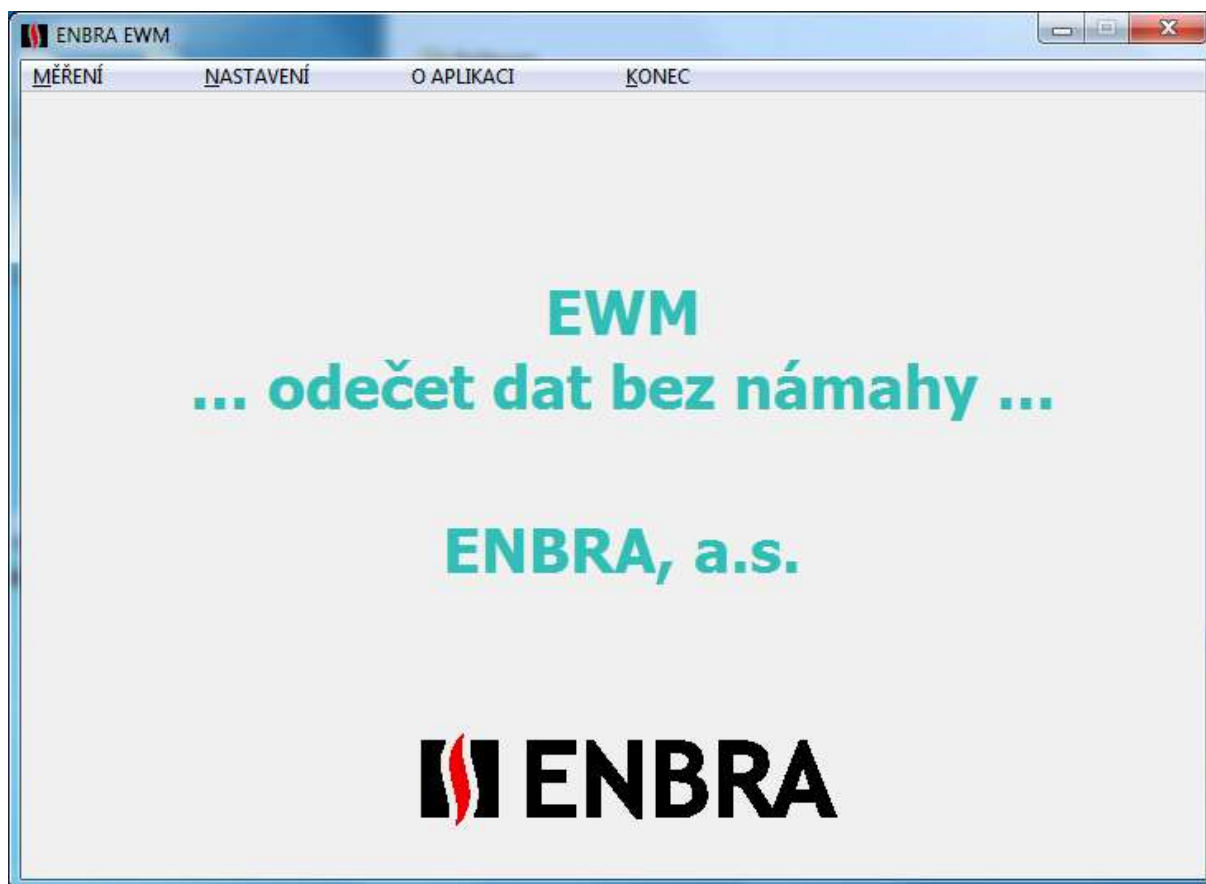 ENBRA EWM
MĚŘENÍ NASTAVENÍ O APLIKACI KONEC
EWM
... odečet dat bez námahy ...
ENBRA, a.s.
ENBRA